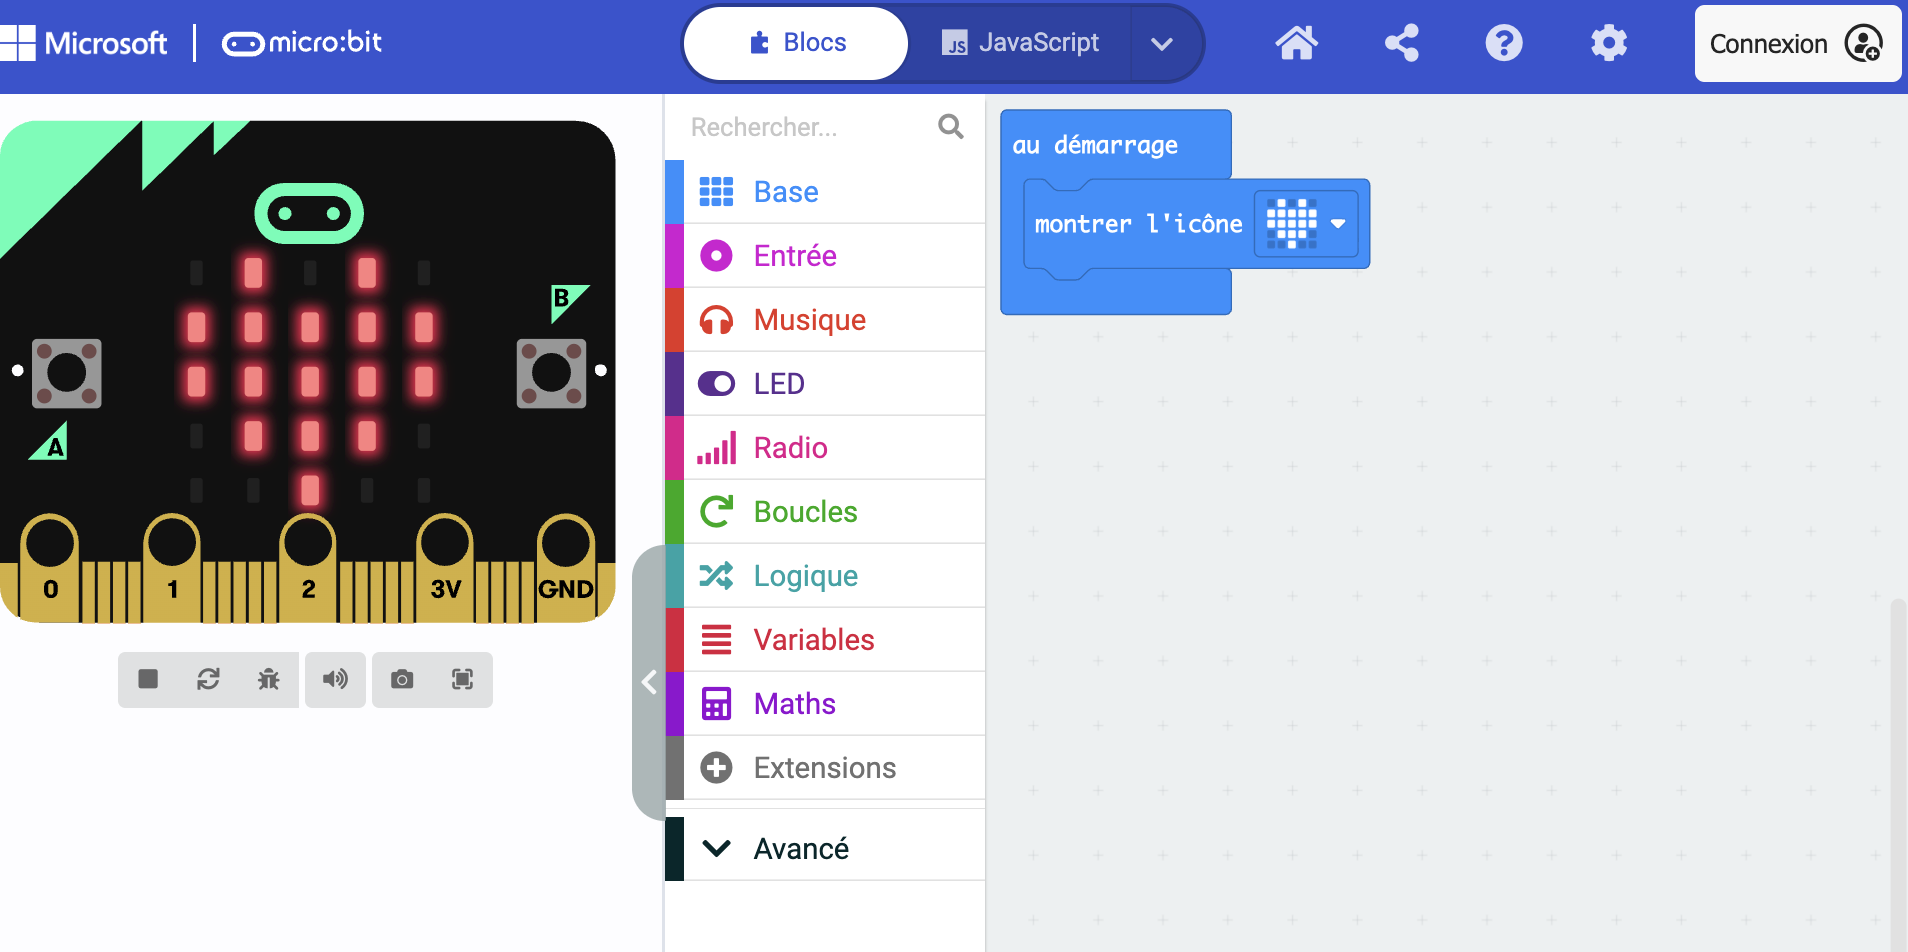 Microsoft
micro:bit
Blocs
JS
JavaScript
Connexion
B
A
0
1
2
3V
GND
Rechercher...
Base
Entrée
Musique
LED
Radio
Boucles
Logique
Variables
Maths
Extensions
Avancé
au démarrage
montrer l'icône